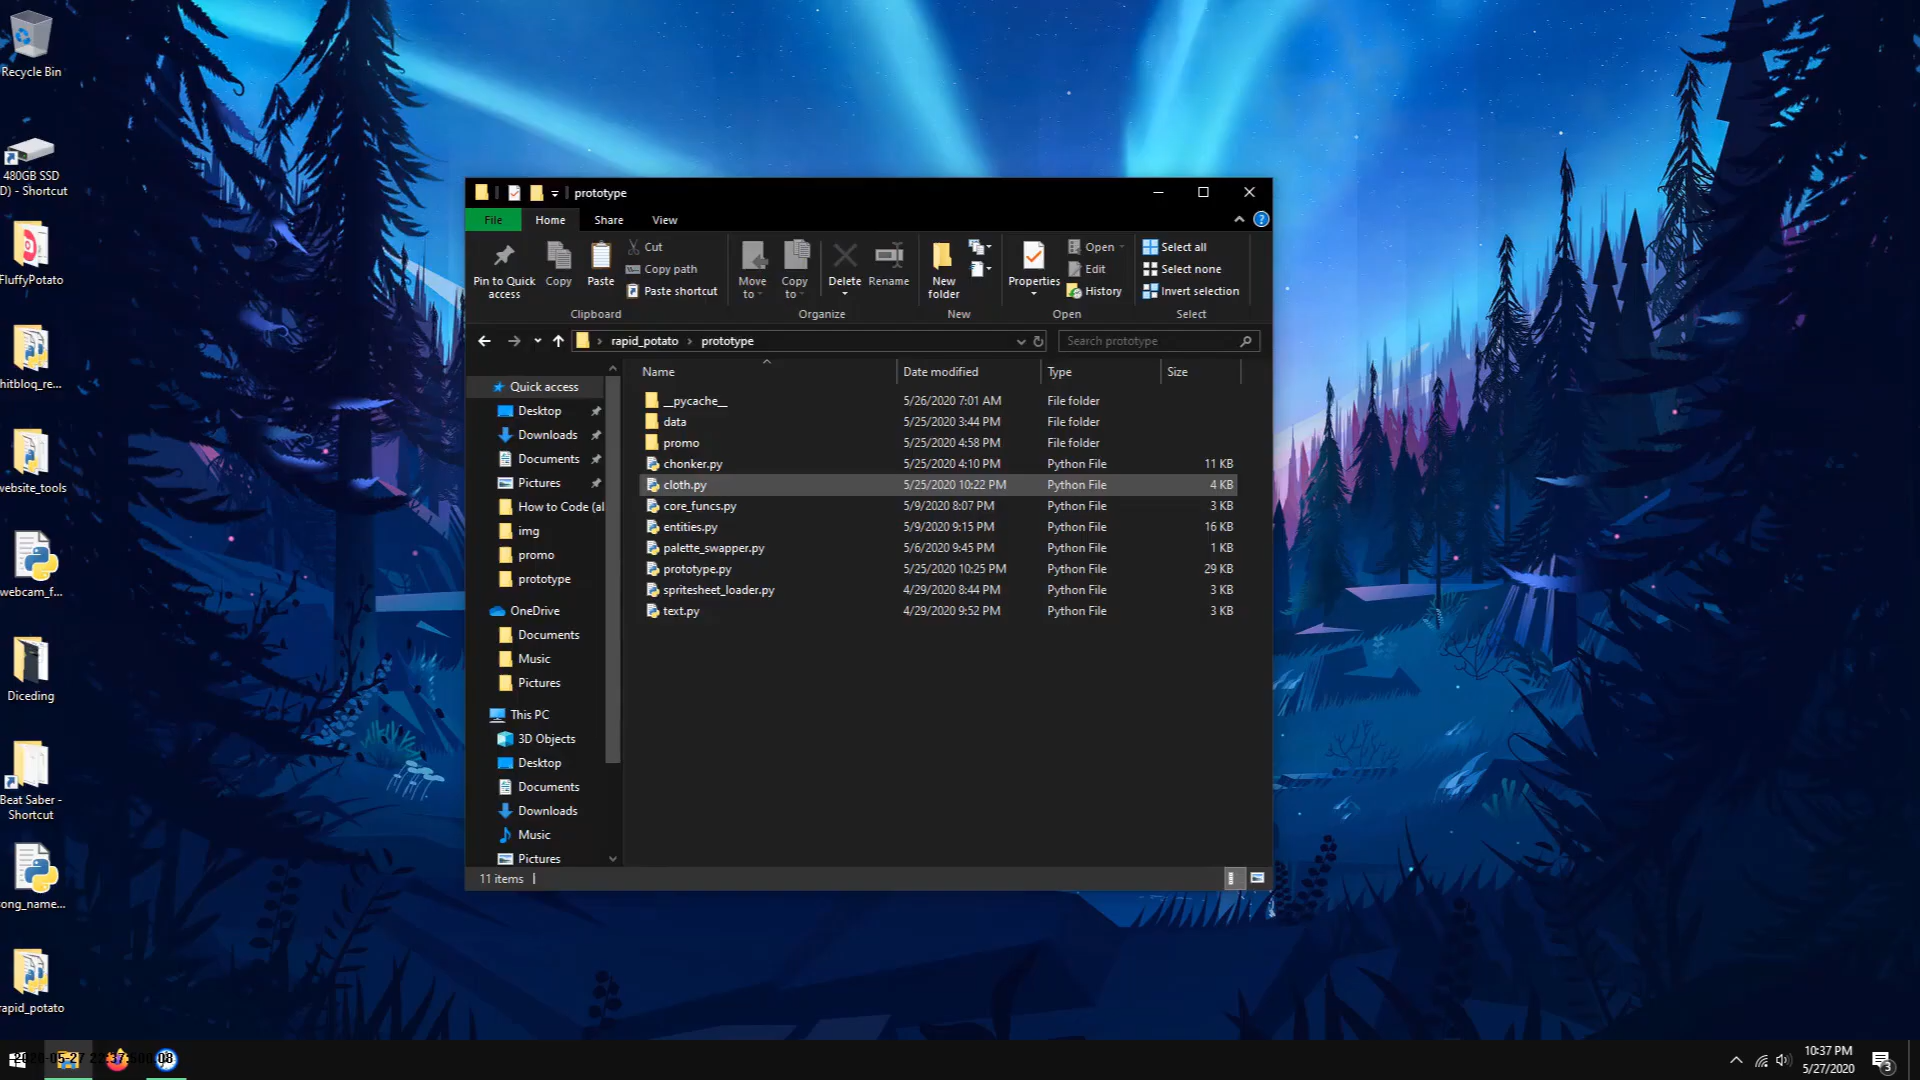 Recycle Bin
480GB SSD
D) - Shortcut
FluffyPotato
hitbloq_re...
website_tools
webcam_f...
Diceding
Beat Saber -
Shortcut
ong_name...
rapid_potato
prototype
File
Home
Share
View
Pin to Quick
access
Copy
Paste
Cut
Copy path
Paste shortcut
Clipboard
Move
to
Copy
to
Delete
Rename
Organize
New
folder
New
Properties
Open
Edit
History
Open
Select all
Select none
Invert selection
Select
rapid_potato
prototype
Search prototype
Quick access
Desktop
Downloads
Documents
Pictures
How to Code (al
img
promo
prototype
OneDrive
Documents
Music
Pictures
This PC
3D Objects
Desktop
Documents
Downloads
Music
Pictures
Name Date modified Type Size
__pycache__ 5/26/2020 7:01 AM File folder
data 5/25/2020 3:44 PM File folder
promo 5/25/2020 4:58 PM File folder
chonker.py 5/25/2020 4:10 PM Python File 11 KB
cloth.py 5/25/2020 10:22 PM Python File 4 KB
core_funcs.py 5/9/2020 8:07 PM Python File 3 KB
entities.py 5/9/2020 9:15 PM Python File 16 KB
palette_swapper.py 5/6/2020 9:45 PM Python File 1 KB
prototype.py 5/25/2020 10:25 PM Python File 29 KB
spritesheet_loader.py 4/29/2020 8:44 PM Python File 3 KB
text.py 4/29/2020 9:52 PM Python File 3 KB
11 items
10:37 PM
5/27/2020
3